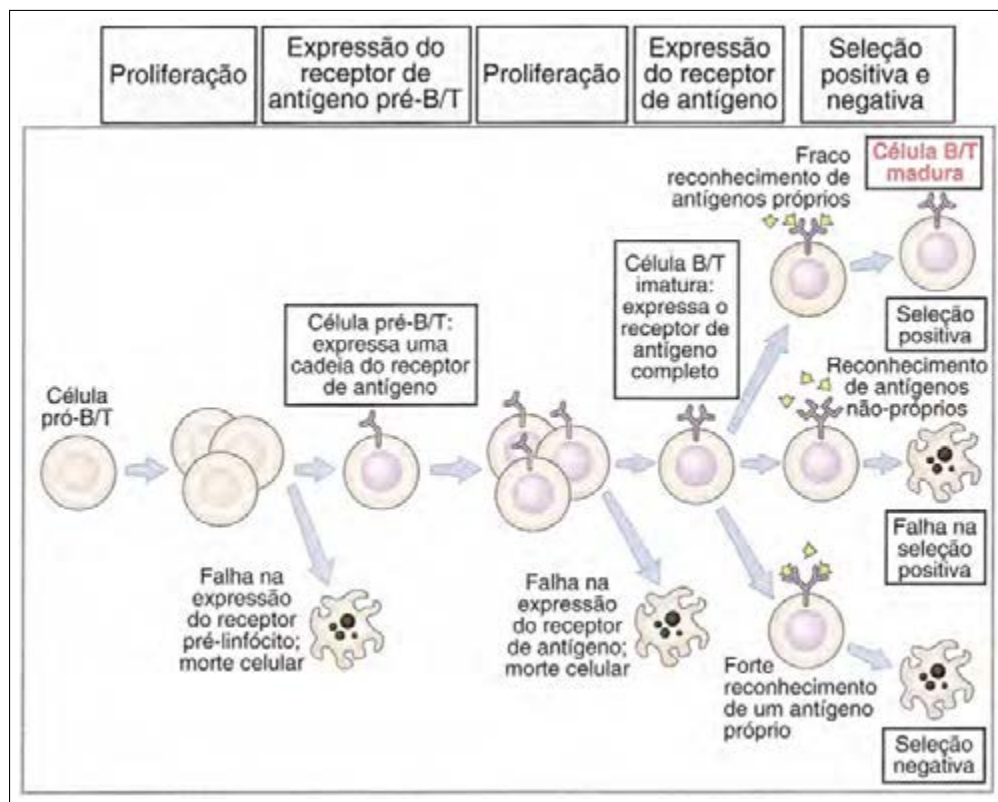 Proliferação
Expressão do
receptor de
antígeno pré-B/T
Proliferação
Expressão
do receptor
de antígeno
Seleção
positiva e
negativa
Fraco
reconhecimento de
antígenos próprios
Célula B/T
madura
Célula B/T
imatura:
expressa o
receptor de
antígeno
completo
Célula pré-B/T:
expressa uma
cadeia do receptor
de antígeno
Seleção
positiva
Reconhecimento
de antígenos
não-próprios
Célula
pró-B/T
Falha na
seleção
positiva
Falha na
expressão
do receptor
pré-linfócito;
morte celular
Falha na
expressão
do receptor
de antígeno;
morte celular
Forte
reconhecimento
de um antígeno
próprio
Seleção
negativa